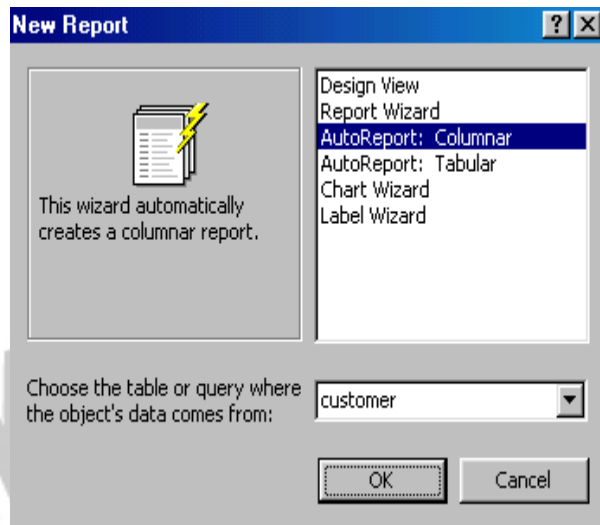 New Report
This wizard automatically
creates a columnar report.
Design View
Report Wizard
AutoReport: Columnar
AutoReport: Tabular
Chart Wizard
Label Wizard
Choose the table or query where
the object's data comes from:
customer
OK
Cancel